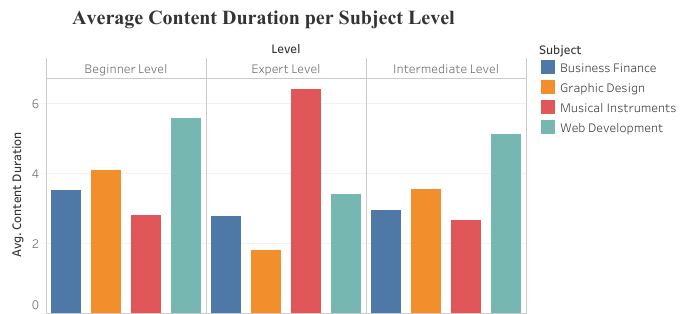 Average Content Duration per Subject Level
Level
Beginner Level
Expert Level
Intermediate Level
Avg. Content Duration
6
4
2
0
Subject
Business Finance
Graphic Design
Musical Instruments
Web Development